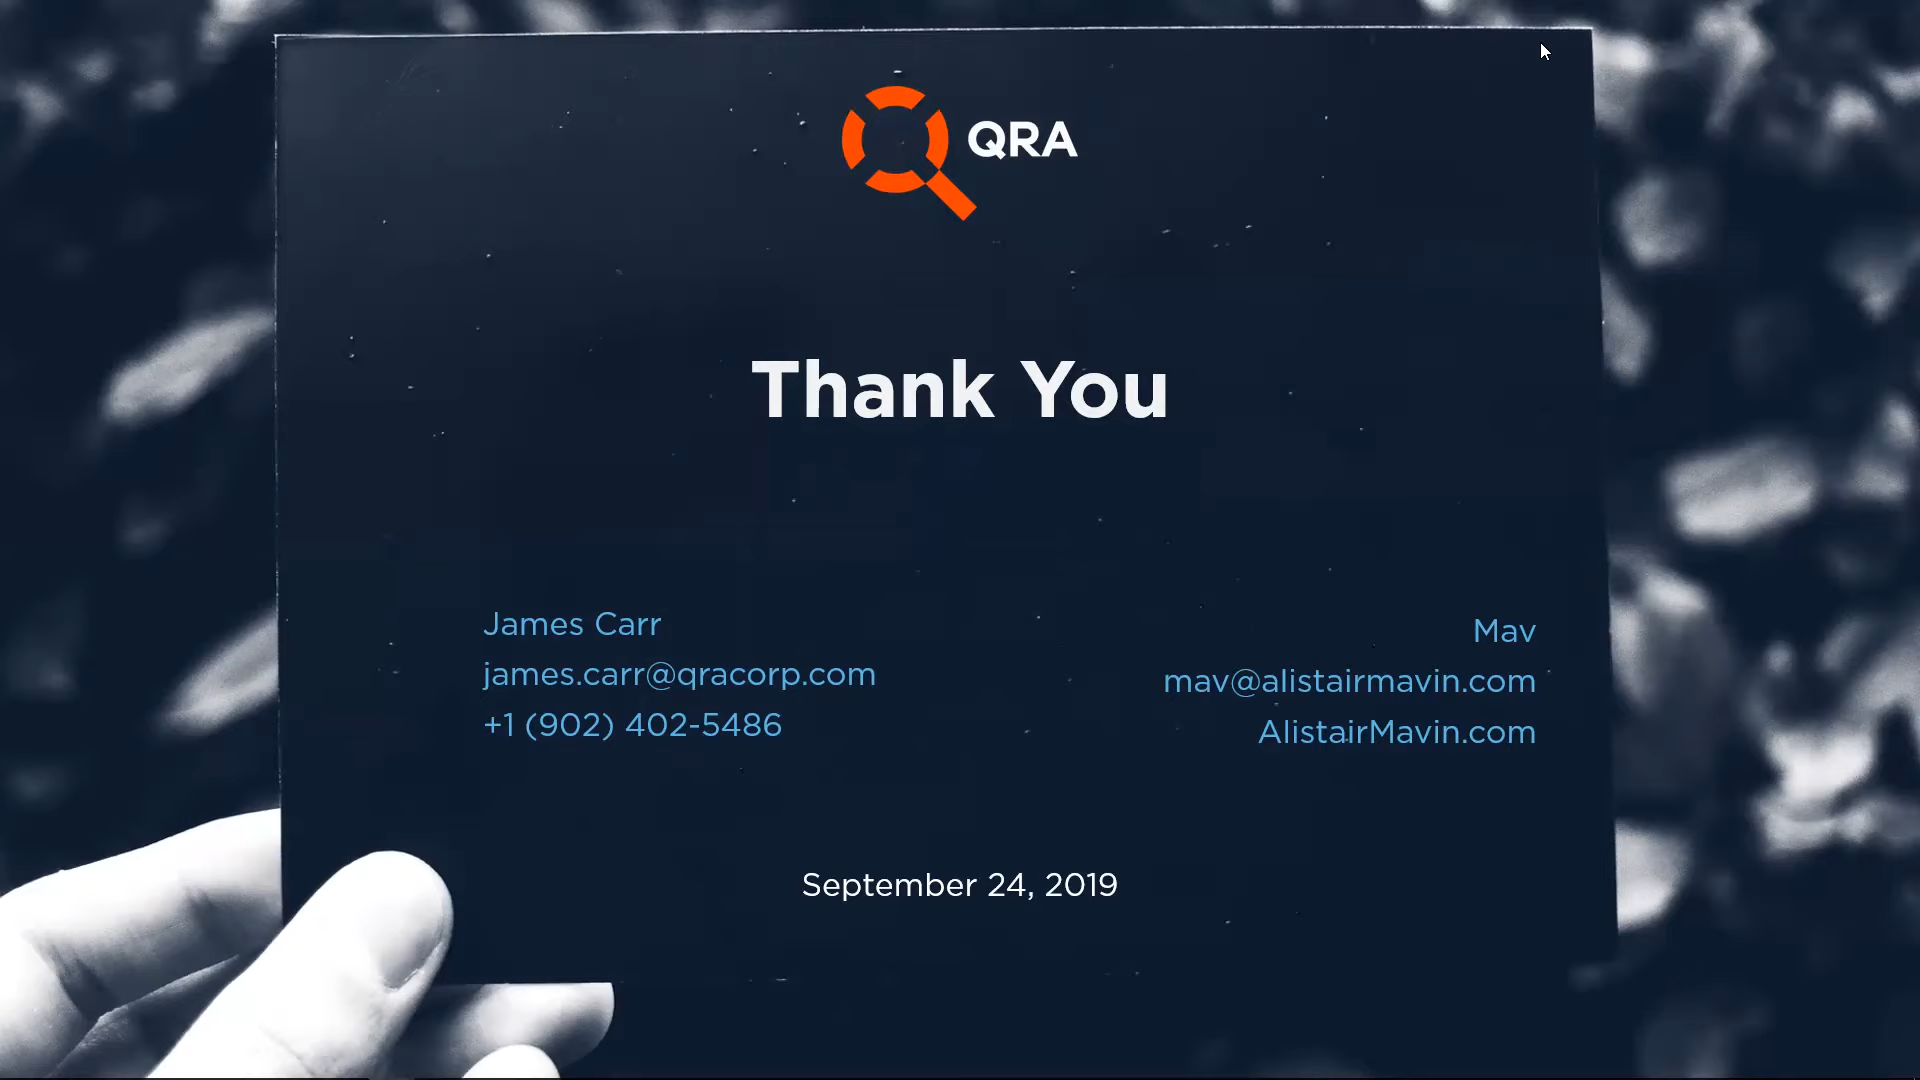 QRA
Thank You
James Carr
james.carr@qracorp.com
+1 (902) 402-5486
Mav
mav@alistairmavin.com
AlistairMavin.com
September 24, 2019